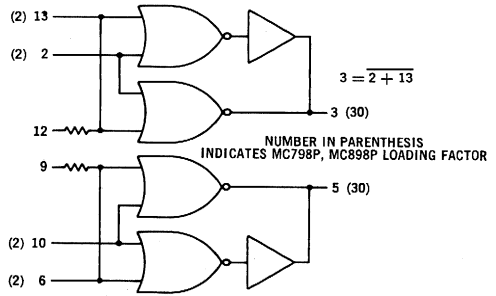 (2) 13
(2) 2
3 = 2 + 13
3 (30)
12
NUMBER IN PARENTHESIS
INDICATES MC798P, MC898P LOADING FACTOR
9
5 (30)
(2) 10
(2) 6